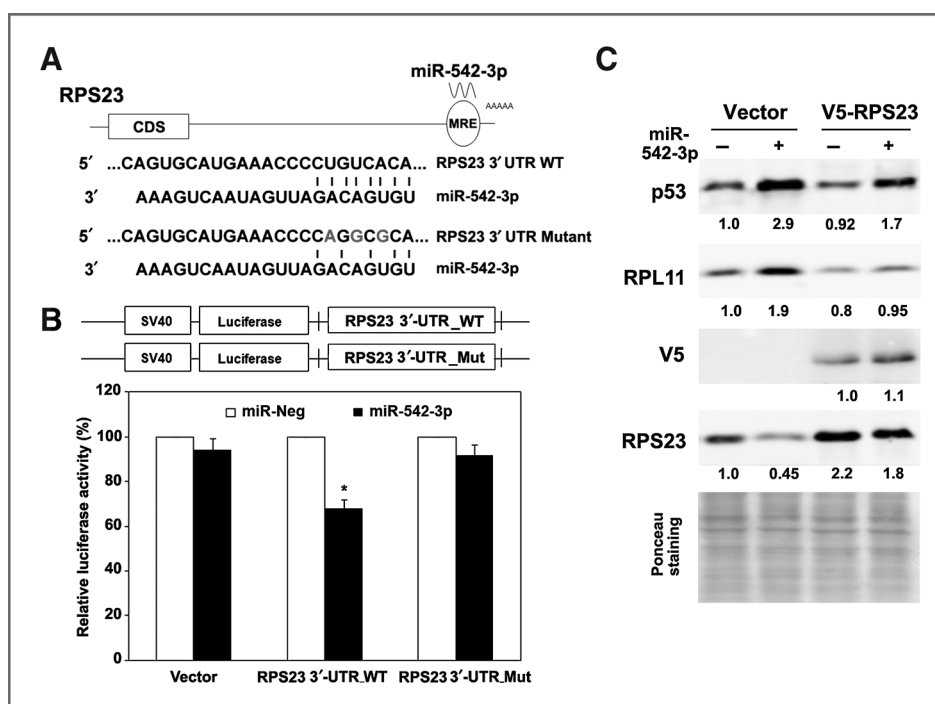 A
RPS23
miR-542-3p
AAAAA
CDS
MRE
5′ ...CAGUGCAUGAAACCCCUGUCACA... RPS23 3′ UTR WT
3′ AAAGUCAAUAGUUAGACAGUGU miR-542-3p
5′ ...CAGUGCAUGAAACCCCAGGCGCA... RPS23 3′ UTR Mutant
3′ AAAGUCAAUAGUUAGACAGUGU miR-542-3p
B
SV40 Luciferase RPS23 3′-UTR_WT
SV40 Luciferase RPS23 3′-UTR_Mut
Relative luciferase activity (%)
120
100
80
60
40
20
0
miR-Neg miR-542-3p
*
Vector RPS23 3′-UTR_WT RPS23 3′-UTR_Mut
C
Vector V5-RPS23
miR-542-3p – + – +
p53
1.0 2.9 0.92 1.7
RPL11
1.0 1.9 0.8 0.95
V5
1.0 1.1
RPS23
1.0 0.45 2.2 1.8
Ponceau
staining